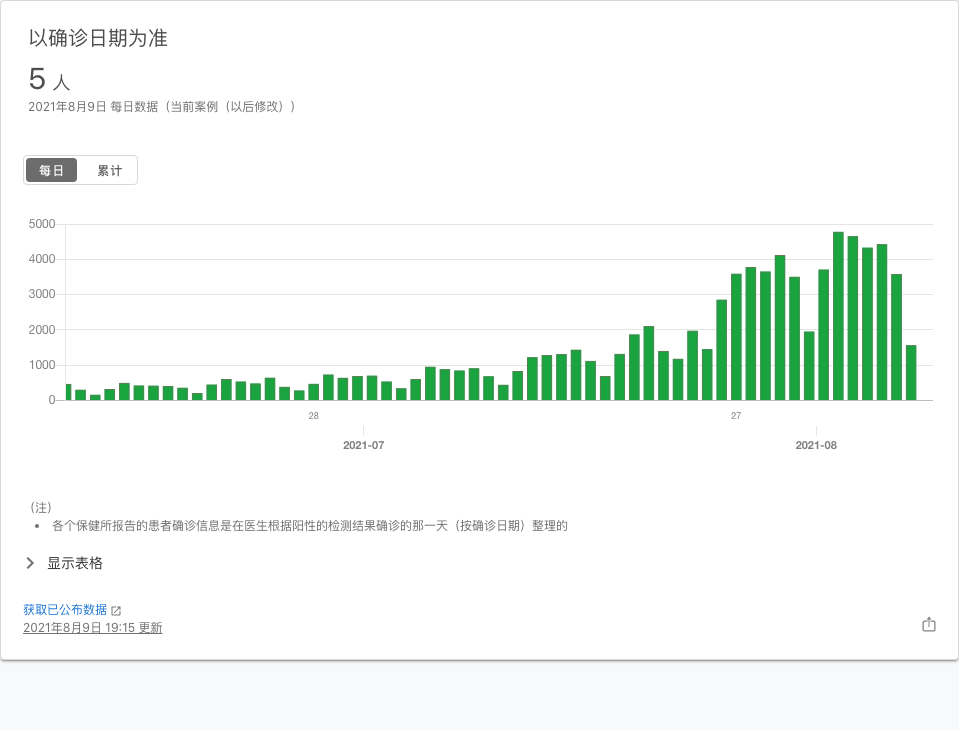 以确诊日期为准
5 人
2021年8月9日 每日数据（当前案例（以后修改））
每日 累计
5000
4000
3000
2000
1000
0
28 27
2021-07 2021-08
(注)
• 各个保健所报告的患者确诊信息是在医生根据阳性的检测结果确诊的那一天（按确诊日期）整理的
显示表格
获取已公布数据
2021年8月9日 19:15 更新